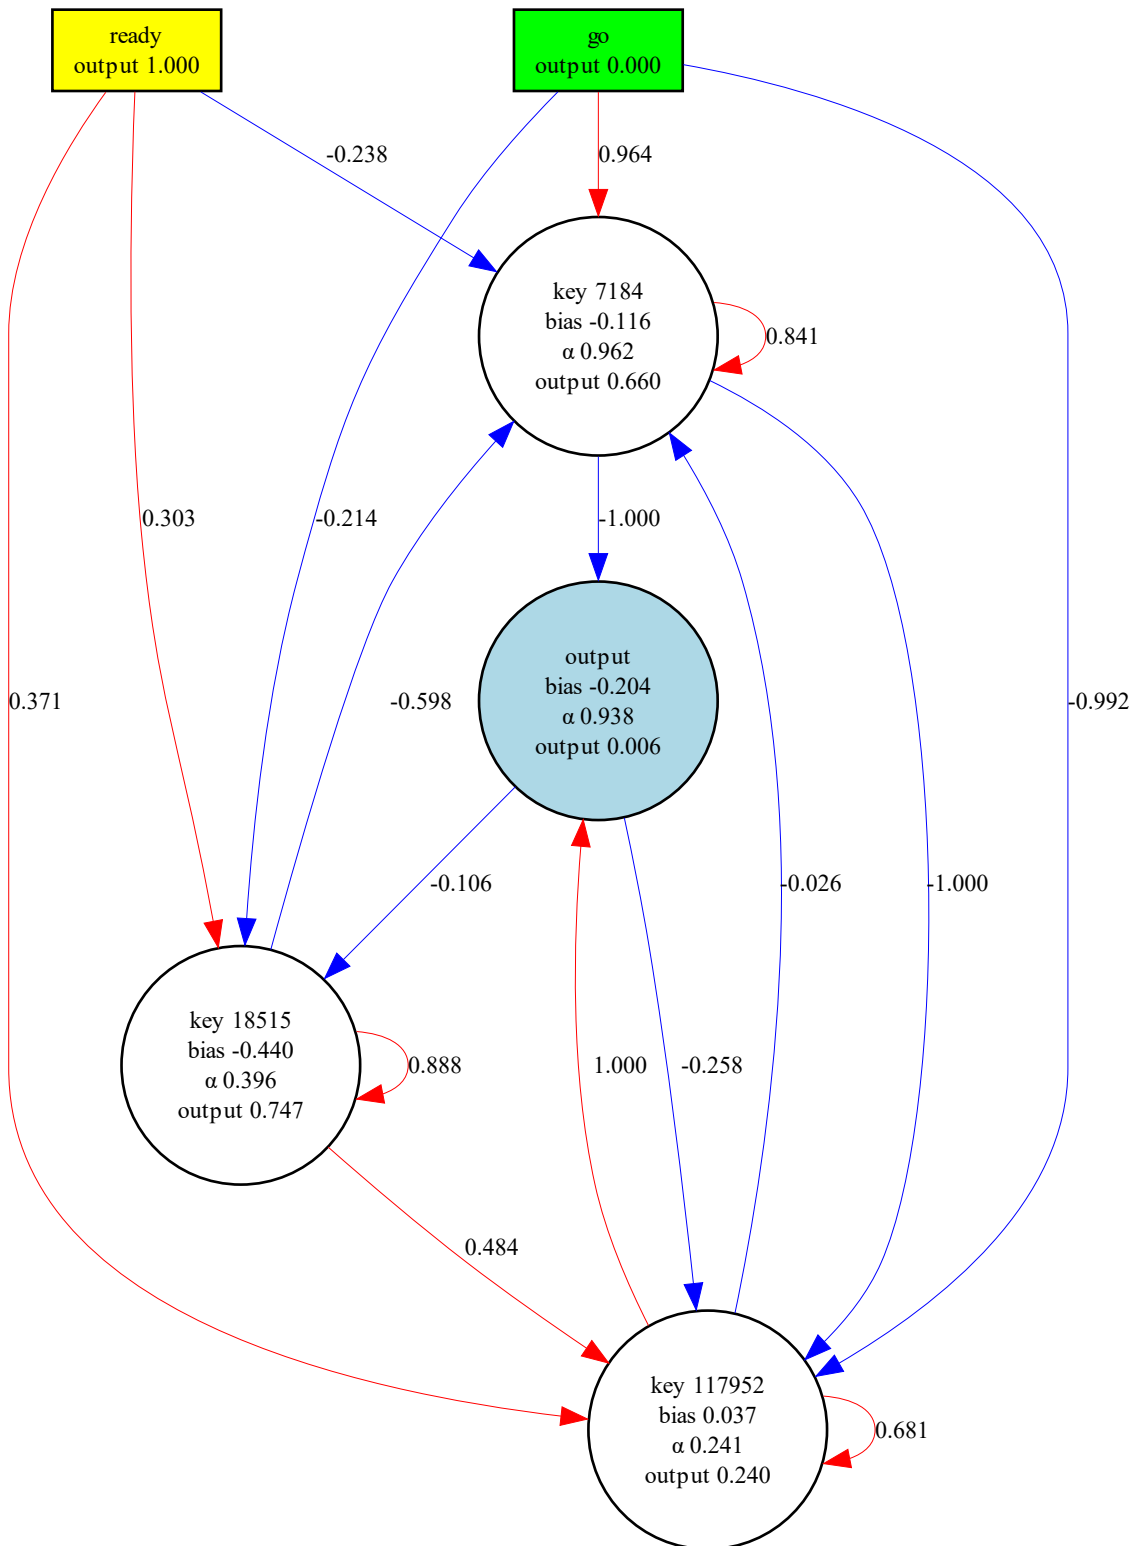 ready
output 1.000
go
output 0.000
-0.238
0.964
key 7184
bias -0.116
α 0.962
output 0.660
0.841
0.303
-0.214
-1.000
output
bias -0.204
α 0.938
output 0.006
0.371
-0.598
-0.992
-0.106
-0.026
-1.000
key 18515
bias -0.440
α 0.396
output 0.747
0.888
1.000
-0.258
0.484
key 117952
bias 0.037
α 0.241
output 0.240
0.681